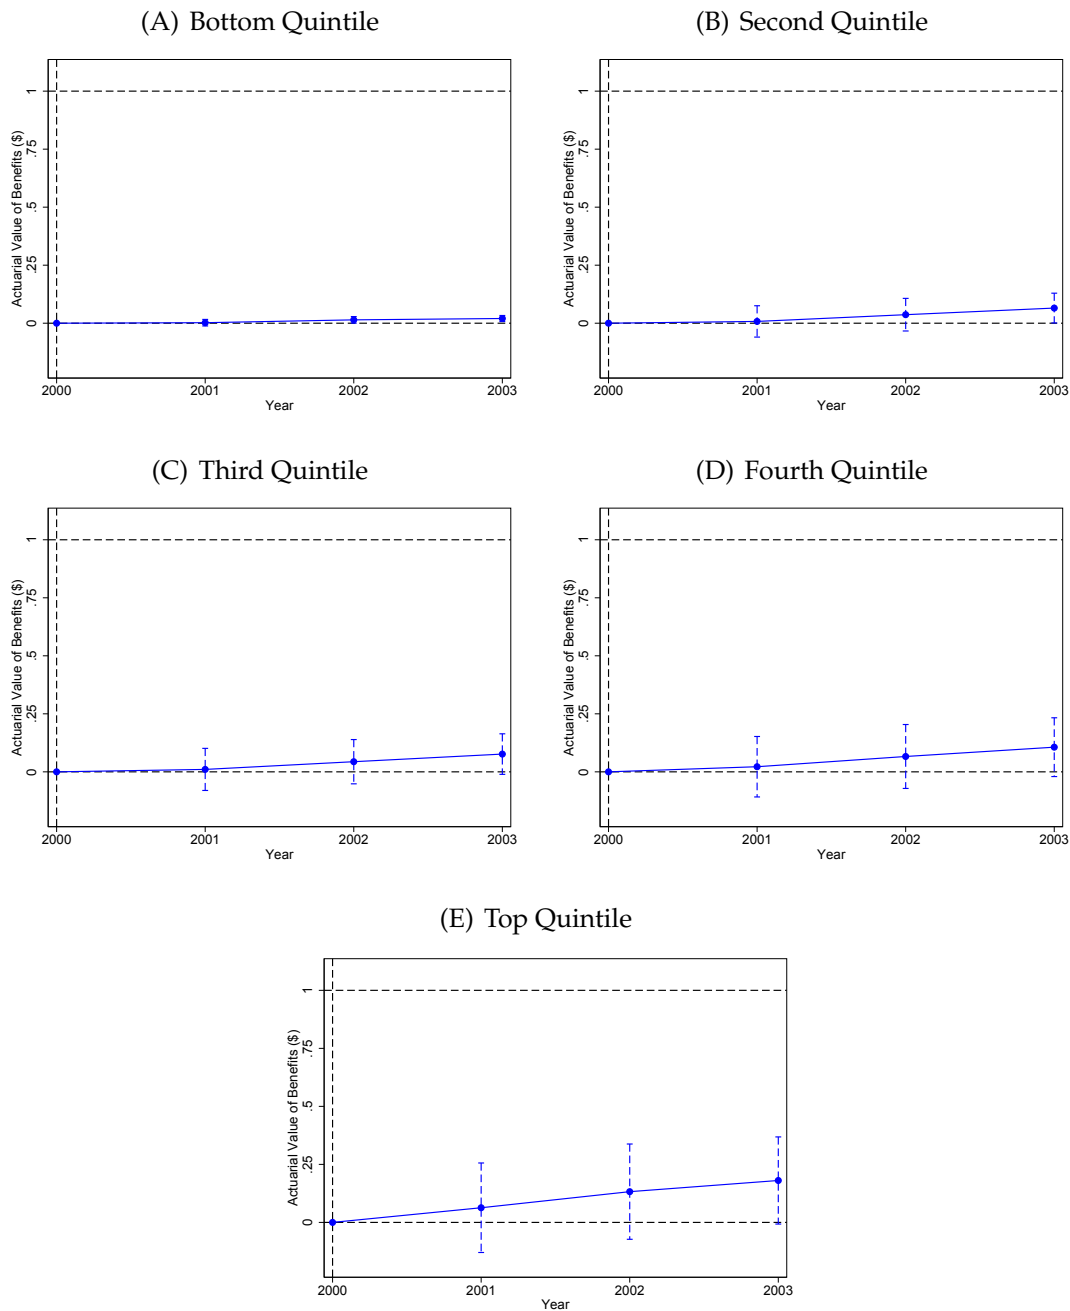 (A) Bottom Quintile
Actuarial Value of Benefits ($)
1
.75
.5
.25
0
2000 2001 2002 2003
Year
(B) Second Quintile
Actuarial Value of Benefits ($)
1
.75
.5
.25
0
2000 2001 2002 2003
Year
(C) Third Quintile
Actuarial Value of Benefits ($)
1
.75
.5
.25
0
2000 2001 2002 2003
Year
(D) Fourth Quintile
Actuarial Value of Benefits ($)
1
.75
.5
.25
0
2000 2001 2002 2003
Year
(E) Top Quintile
Actuarial Value of Benefits ($)
1
.75
.5
.25
0
2000 2001 2002 2003
Year